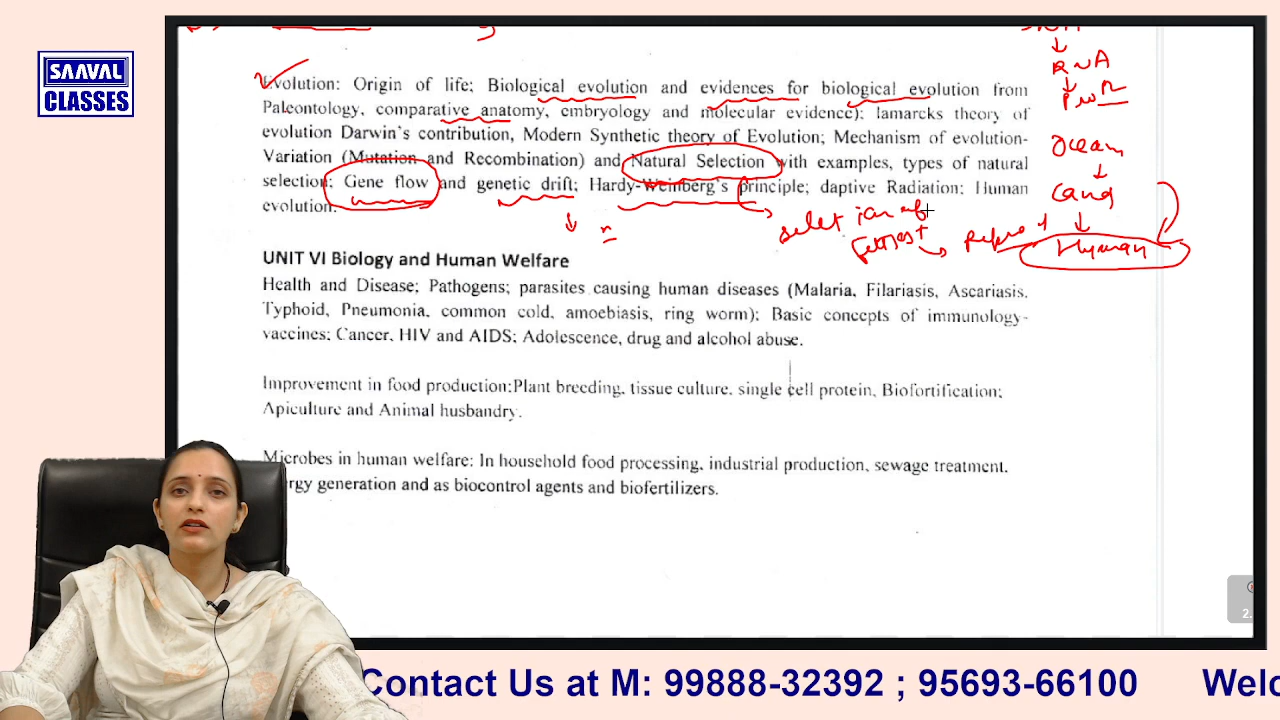 SAAVAL
CLASSES
RNA
Evolution: Origin of life; Biological evolution and evidences for biological evolution from
Paleontology, comparative anatomy, embryology and molecular evidence); lamarcks theory of
evolution Darwin's contribution, Modern Synthetic theory of Evolution; Mechanism of evolution-
Variation (Mutation and Recombination) and Natural Selection with examples, types of natural
selection; Gene flow and genetic drift; Hardy-Weinberg's principle; daptive Radiation; Human
evolution.
Ocean
Land
Human
UNIT VI Biology and Human Welfare
Health and Disease; Pathogens; parasites causing human diseases (Malaria, Filariasis, Ascariasis.
Typhoid, Pneumonia, common cold, amoebiasis, ring worm); Basic concepts of immunology-
vaccines; Cancer, HIV and AIDS; Adolescence, drug and alcohol abuse.
Improvement in food production:Plant breeding, tissue culture. single cell protein, Biofortification;
Apiculture and Animal husbandry.
Microbes in human welfare: In household food processing, industrial production, sewage treatment.
generation and as biocontrol agents and biofertilizers.
2.
Contact Us at M: 99888-32392 ; 95693-66100 Welc